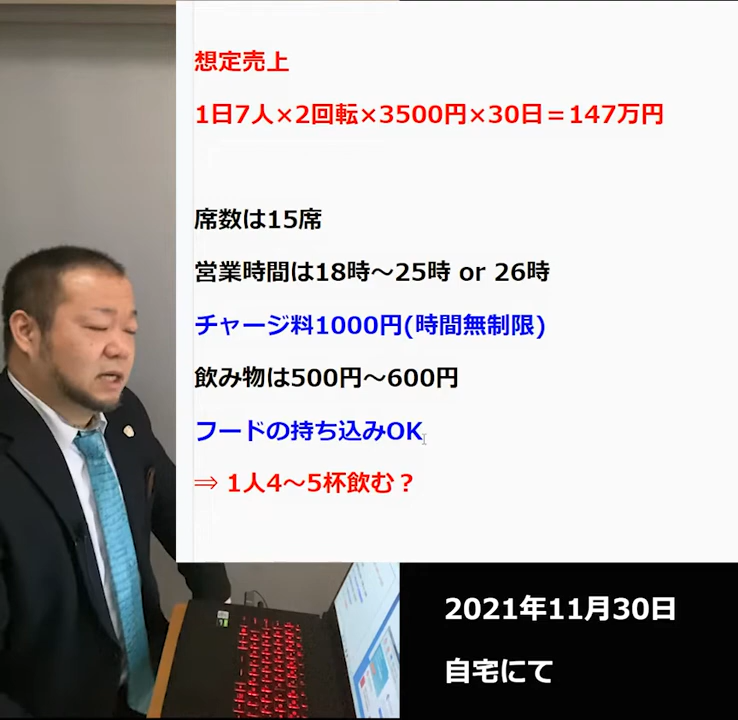 想定売上
1日7人×2回転×3500円×30日＝147万円
席数は15席
営業時間は18時～25時 or 26時
チャージ料1000円(時間無制限)
飲み物は500円～600円
フードの持ち込みOK
⇒ 1人4～5杯飲む？
2021年11月30日
自宅にて